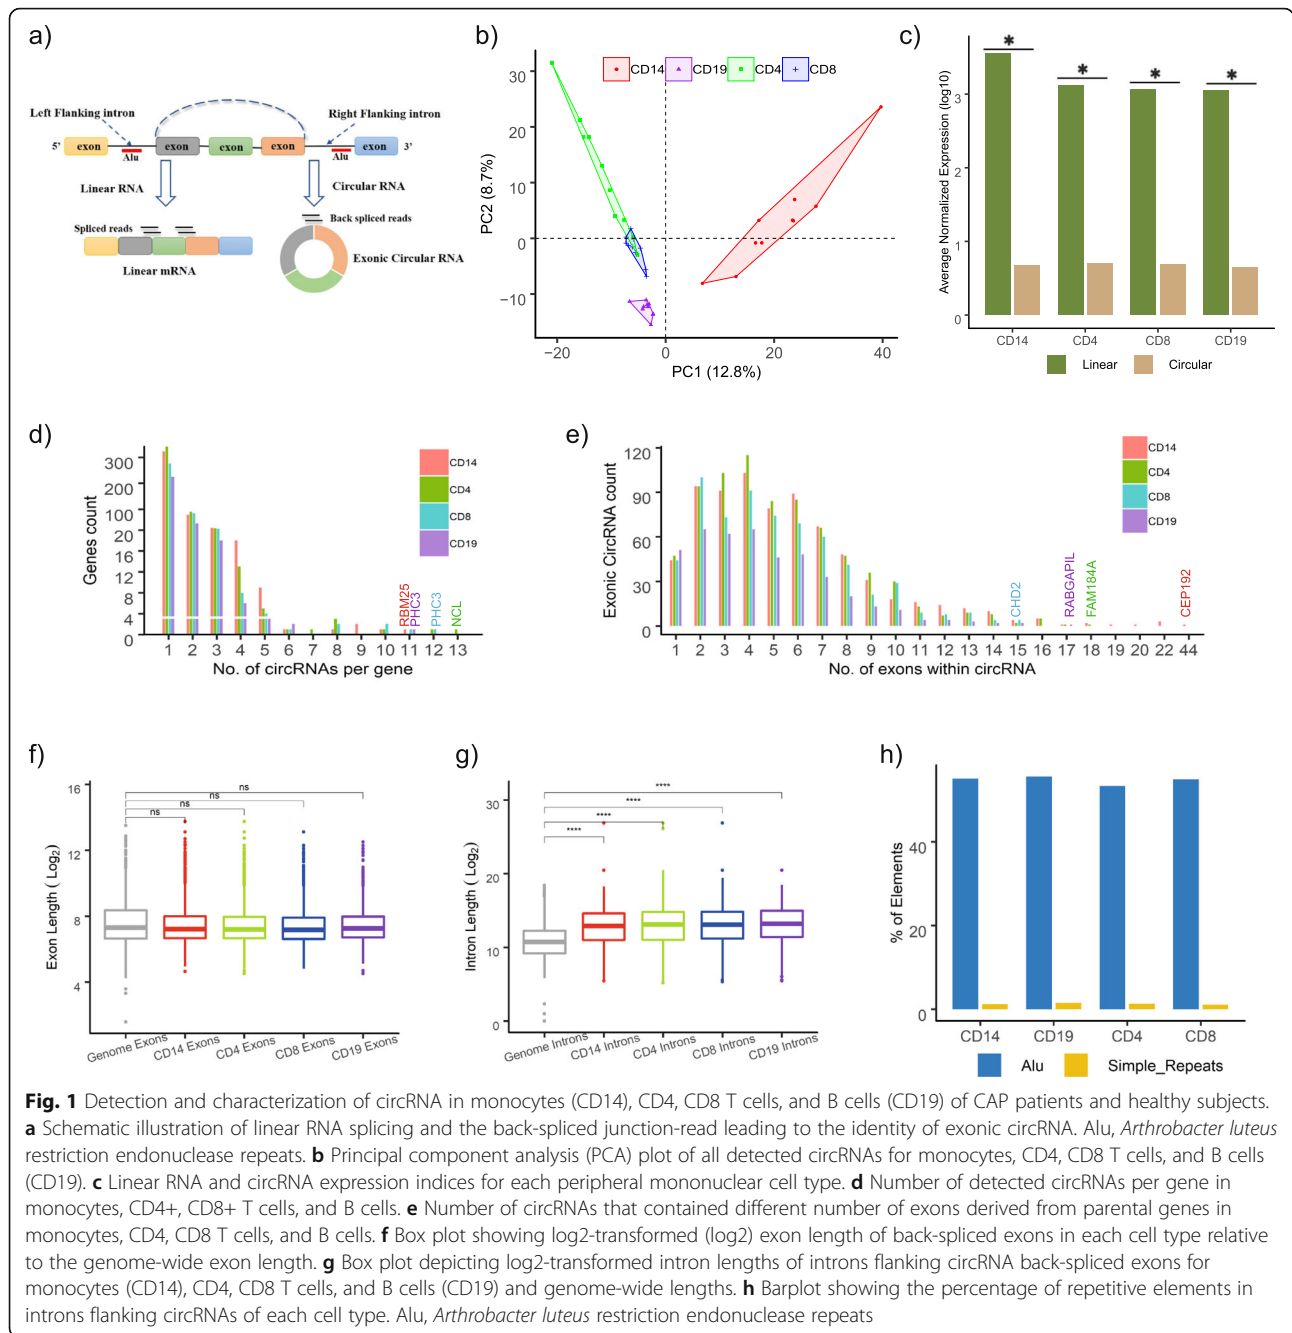 a)
Left Flanking intron
Right Flanking intron
5'
exon
exon
exon
exon
exon
3'
Alu
Alu
Linear RNA
Circular RNA
Spliced reads
Back spliced reads
Linear mRNA
Exonic Circular RNA
b)
CD14
CD19
CD4
CD8
30
20
10
0
−10
PC2 (8.7%)
−20
0
20
40
PC1 (12.8%)
c)
*
*
*
*
Average Normalized Expression (log10)
3
2
1
0
CD14
CD4
CD8
CD19
Linear
Circular
d)
Genes count
300
200
100
20
16
12
8
4
0
CD14
CD4
CD8
CD19
RBM25
PHC3
PHC3
NCL
1 2 3 4 5 6 7 8 9 10 11 12 13
No. of circRNAs per gene
e)
Exonic CircRNA count
120
90
60
30
0
CD14
CD4
CD8
CD19
CHD2
RABGAPIL
FAM184A
CEP192
1 2 3 4 5 6 7 8 9 10 11 12 13 14 15 16 17 18 19 20 22 44
No. of exons within circRNA
f)
Exon Length ( Log2)
16
12
8
4
ns
ns
ns
ns
Genome Exons
CD14 Exons
CD4 Exons
CD8 Exons
CD19 Exons
g)
Intron Length ( Log2)
30
20
10
0
****
****
****
****
Genome Introns
CD14 Introns
CD4 Introns
CD8 Introns
CD19 Introns
h)
% of Elements
40
20
0
CD14
CD19
CD4
CD8
Alu
Simple_Repeats
Fig. 1 Detection and characterization of circRNA in monocytes (CD14), CD4, CD8 T cells, and B cells (CD19) of CAP patients and healthy subjects.
a Schematic illustration of linear RNA splicing and the back-spliced junction-read leading to the identity of exonic circRNA. Alu, Arthrobacter luteus
restriction endonuclease repeats. b Principal component analysis (PCA) plot of all detected circRNAs for monocytes, CD4, CD8 T cells, and B cells
(CD19). c Linear RNA and circRNA expression indices for each peripheral mononuclear cell type. d Number of detected circRNAs per gene in
monocytes, CD4+, CD8+ T cells, and B cells. e Number of circRNAs that contained different number of exons derived from parental genes in
monocytes, CD4, CD8 T cells, and B cells. f Box plot showing log2-transformed (log2) exon length of back-spliced exons in each cell type relative
to the genome-wide exon length. g Box plot depicting log2-transformed intron lengths of introns flanking circRNA back-spliced exons for
monocytes (CD14), CD4, CD8 T cells, and B cells (CD19) and genome-wide lengths. h Barplot showing the percentage of repetitive elements in
introns flanking circRNAs of each cell type. Alu, Arthrobacter luteus restriction endonuclease repeats